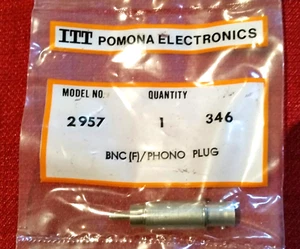 ITT POMONA ELECTRONICS
MODEL NO. QUANTITY
2957 1 346
BNC (F)/PHONO PLUG